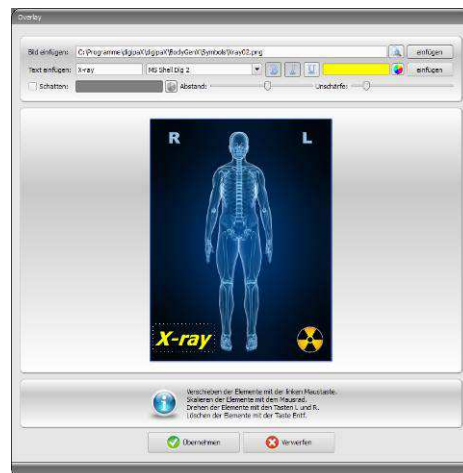 Overlay
Bild einfügen: C:\Programme\digipaX\digipaX\BodyGenX\Symbols\Xray02.png einfügen
Text einfügen: X-ray MS Shell Dlg 2 einfügen
Schatten: Abstand: Unschärfe:
R L
X-ray
Verschieben der Elemente mit der linken Maustaste.
Skalieren der Elemente mit dem Mausrad.
Drehen der Elemente mit den Tasten L und R.
Löschen der Elemente mit der Taste Entf.
Übernehmen Verwerfen